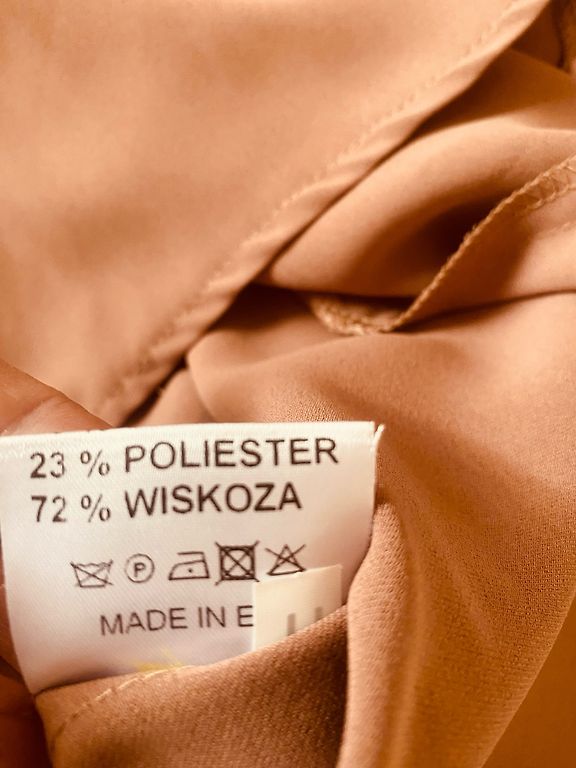 23 % POLIESTER
72 % WISKOZA
P
MADE IN E